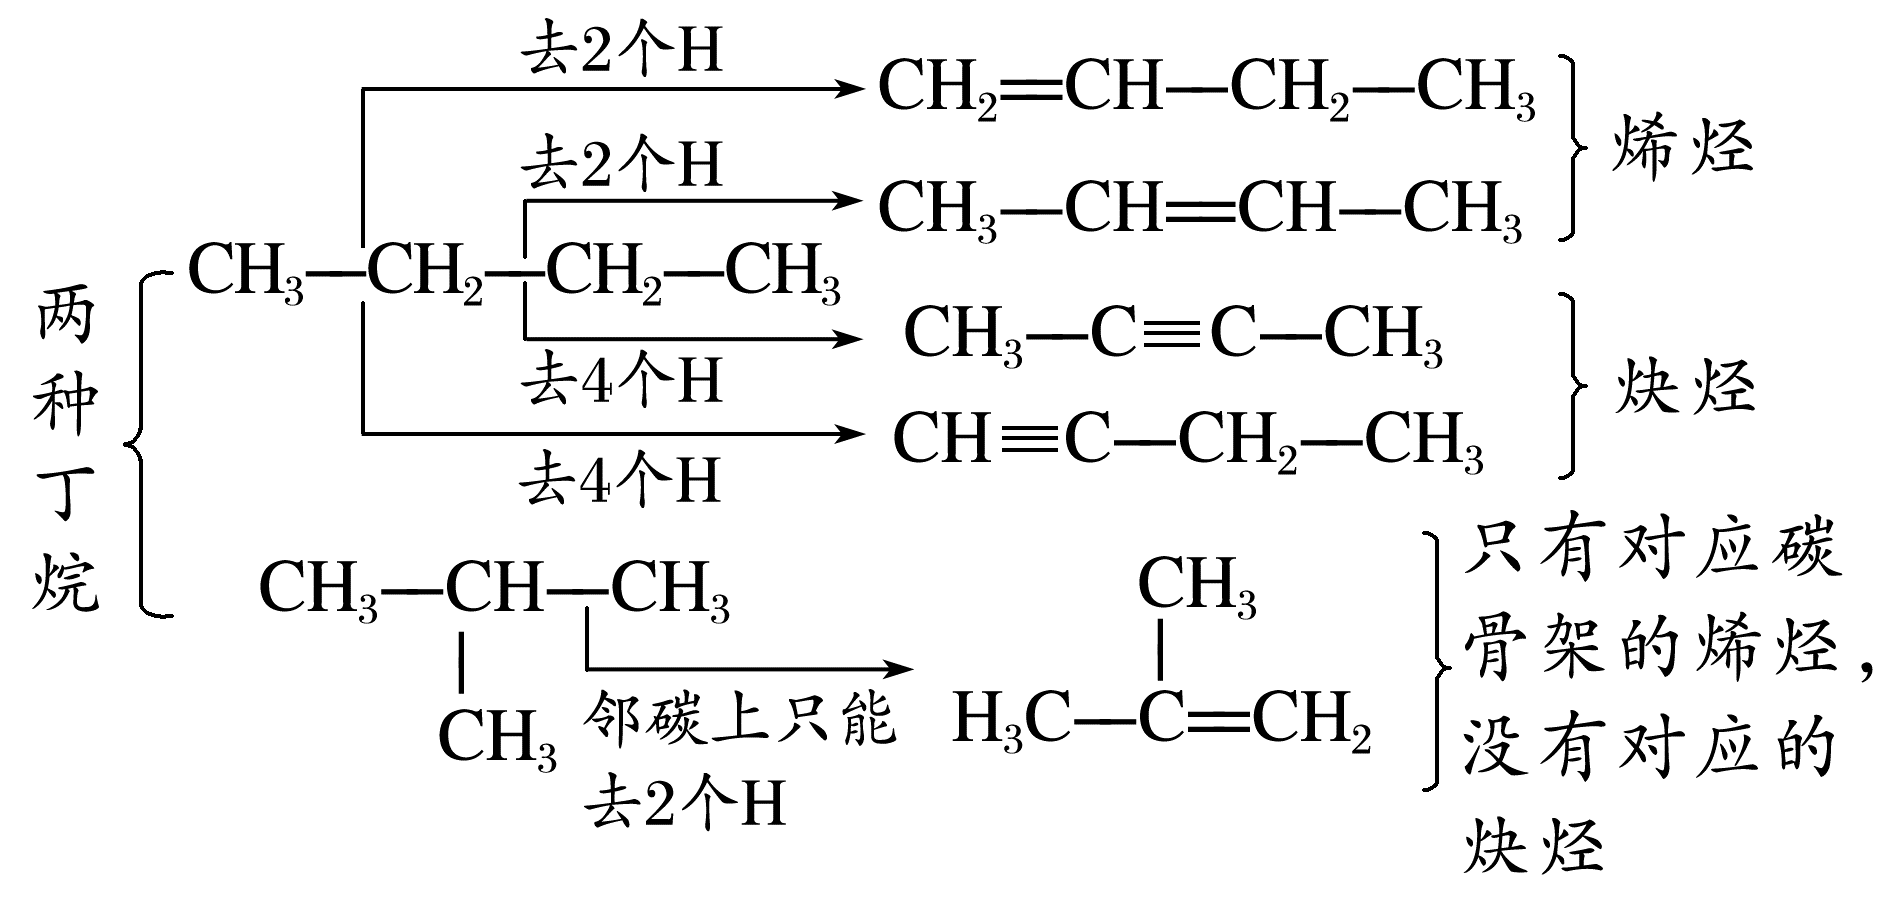 两种丁烷
去2个H
CH₂=CH—CH₂—CH₃
去2个H
CH₃—CH=CH—CH₃
烯烃
CH₃—CH₂—CH₂—CH₃
去4个H
CH₃—C≡C—CH₃
去4个H
CH≡C—CH₂—CH₃
炔烃
CH₃—CH—CH₃
CH₃
邻碳上只能
去2个H
CH₃
H₃C—C=CH₂
只有对应碳
骨架的烯烃，
没有对应的
炔烃